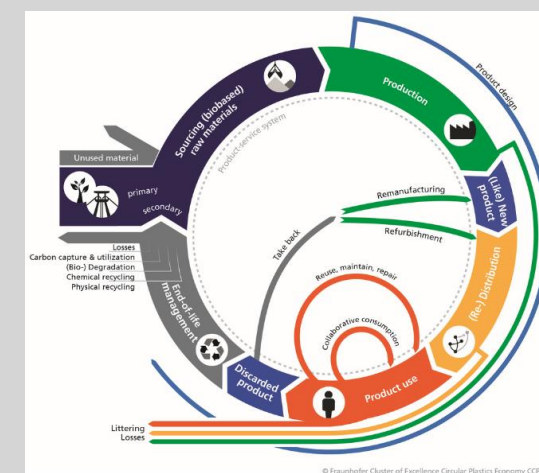 Product design
Sourcing (biobased)
raw materials
Production
Product-service system
Unused material
primary
secondary
(Like) New
product
Remanufacturing
Refurbishment
Take back
Losses
Carbon capture & utilization
(Bio-) Degradation
Chemical recycling
Physical recycling
Reuse, maintain, repair
(Re-) Distribution
Collaborative consumption
End-of-life
management
Discarded
product
Product use
Littering
Losses
© Fraunhofer Cluster of Excellence Circular Plastics Economy